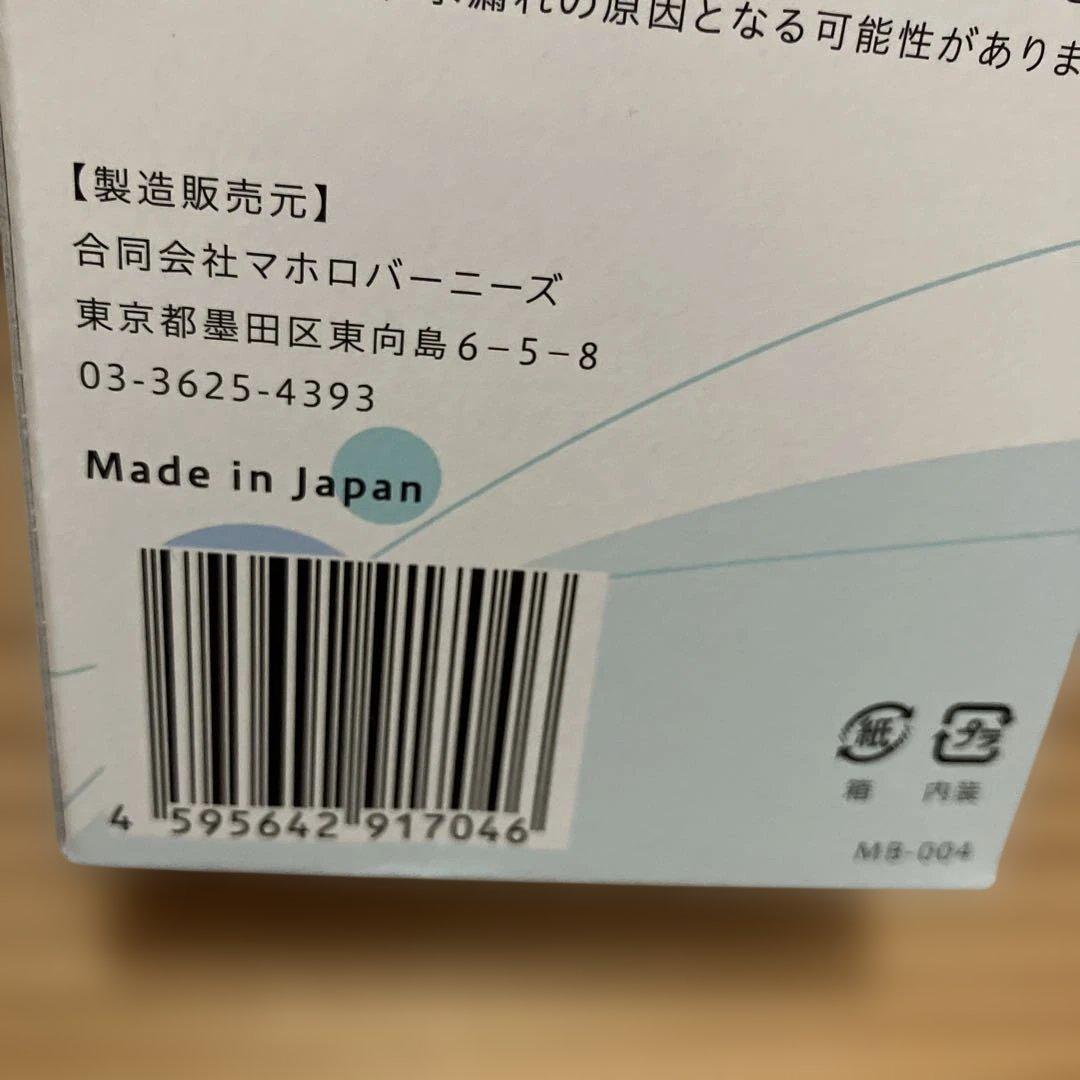 漏れの原因となる可能性がありま
【製造販売元】
合同会社マホロバーニーズ
東京都墨田区東向島6-5-8
03-3625-4393
Made in Japan
4 595642 917046
紙 プラ
箱 内装
MB-004